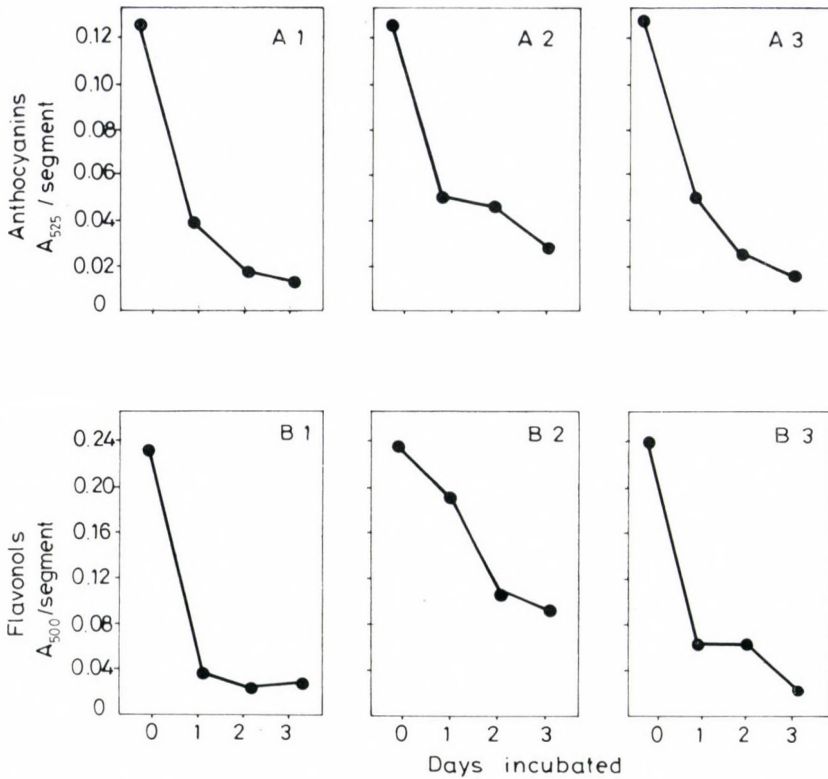 A 1
A 2
A 3
Anthocyanins
A525 / segment
0.12
0.10
0.08
0.06
0.04
0.02
0
B 1
B 2
B 3
Flavonols
A500/segment
0.24
0.20
0.16
0.12
0.08
0.04
0
0 1 2 3
0 1 2 3
0 1 2 3
Days incubated